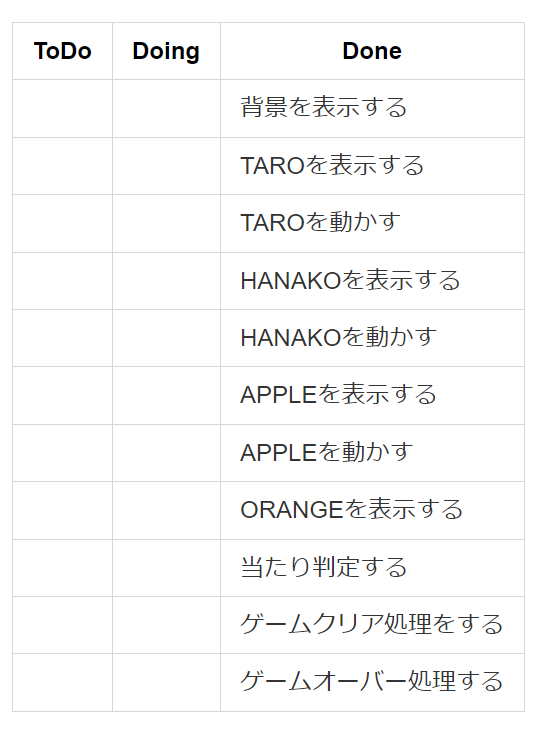 ToDo Doing Done
背景を表示する
TAROを表示する
TAROを動かす
HANAKOを表示する
HANAKOを動かす
APPLEを表示する
APPLEを動かす
ORANGEを表示する
当たり判定する
ゲームクリア処理をする
ゲームオーバー処理する